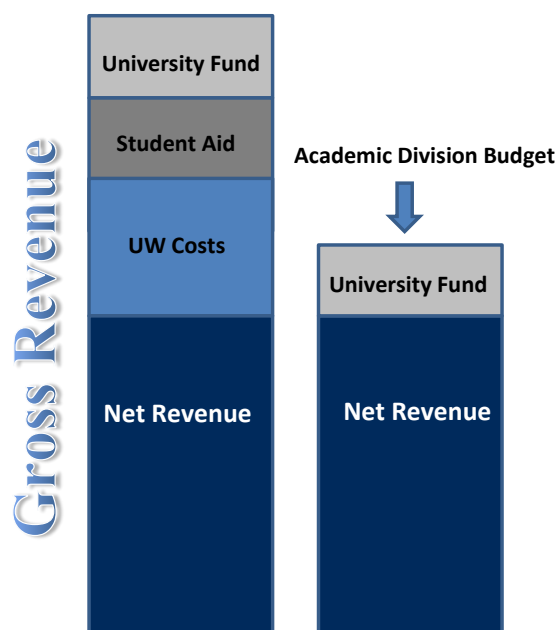 Gross Revenue
University Fund
Student Aid
UW Costs
Net Revenue
Academic Division Budget
University Fund
Net Revenue